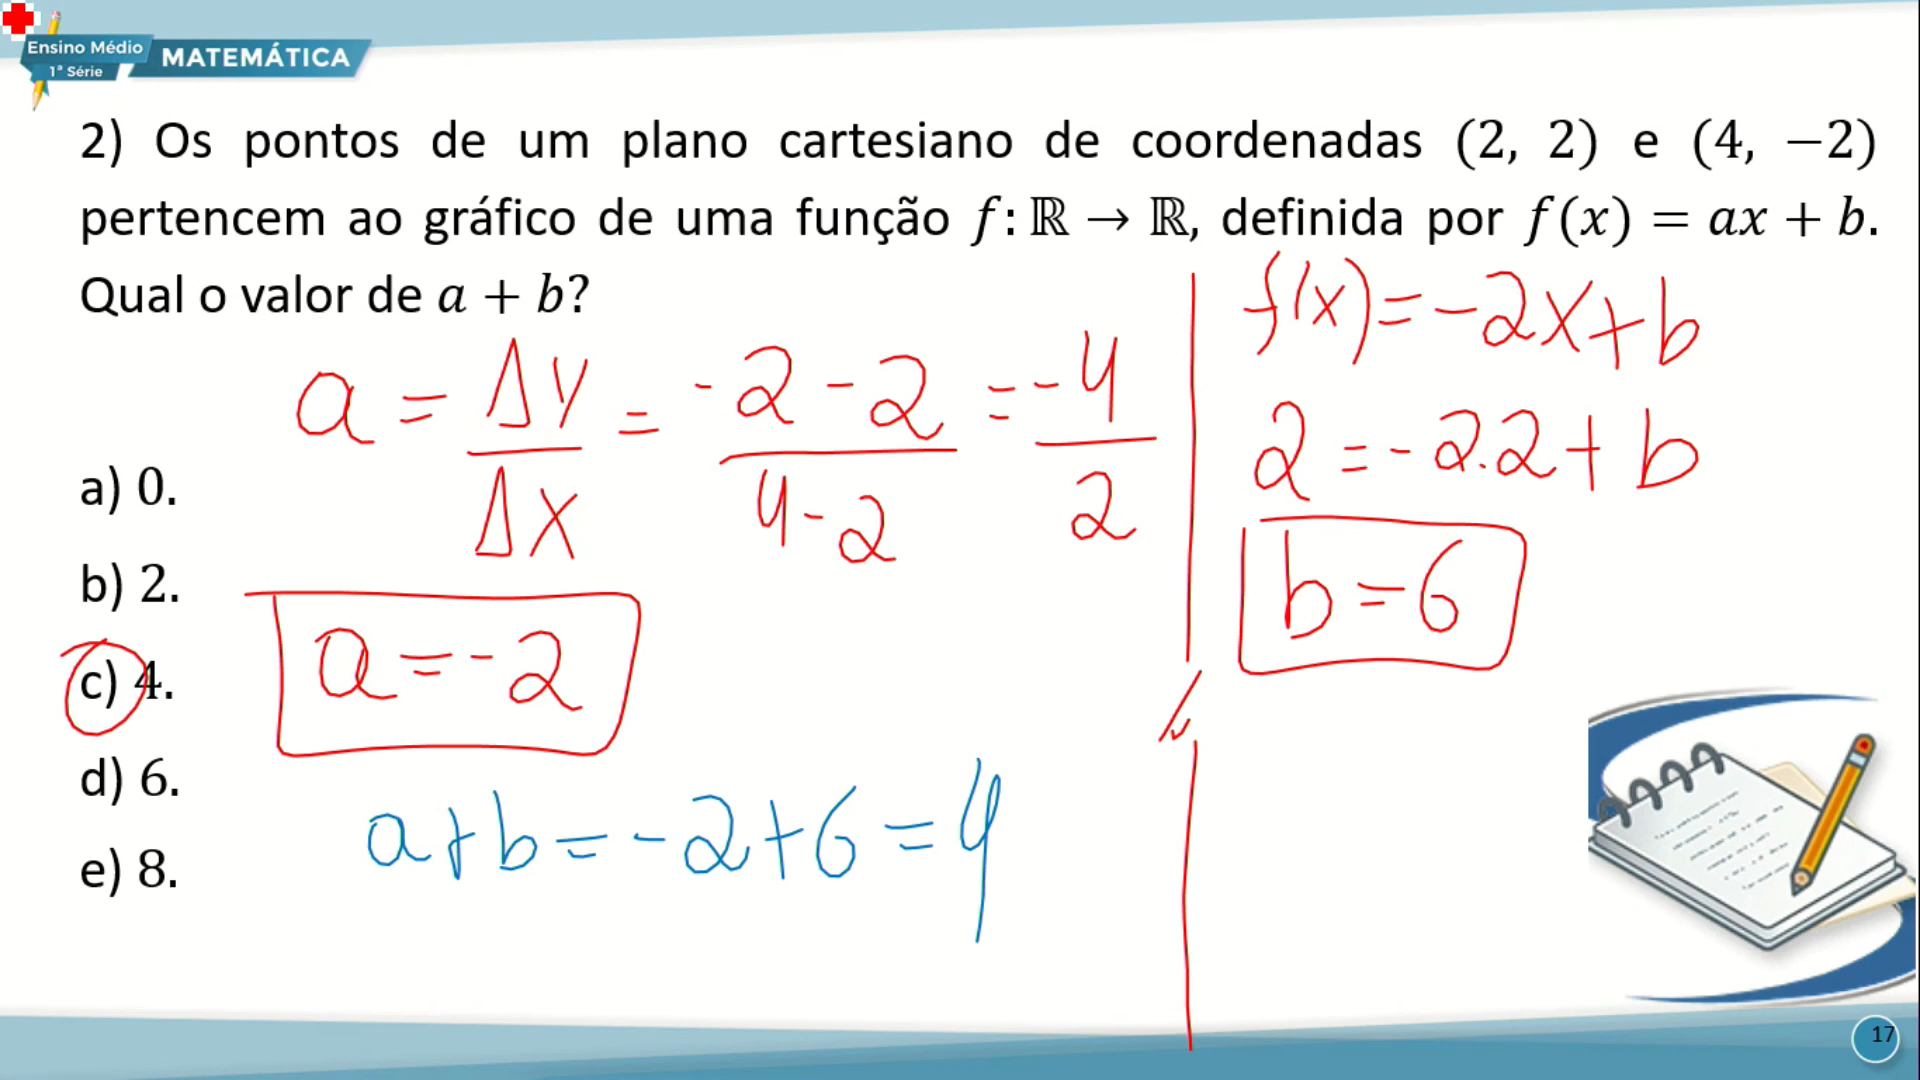 Ensino Médio
1ª Série
MATEMÁTICA
2) Os pontos de um plano cartesiano de coordenadas (2, 2) e (4, −2)
pertencem ao gráfico de uma função f: ℝ → ℝ, definida por f(x) = ax + b.
Qual o valor de a + b?
a = Δy/Δx = -2-2/4-2 = -4/2
a) 0.
b) 2.
a = -2
c) 4.
d) 6.
a+b = -2+6 = 4
e) 8.
f(x) = -2x+b
2 = -2.2+b
b = 6
17